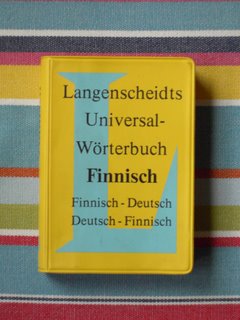 Langenscheidts
Universal-
Wörterbuch
Finnisch
Finnisch - Deutsch
Deutsch - Finnisch